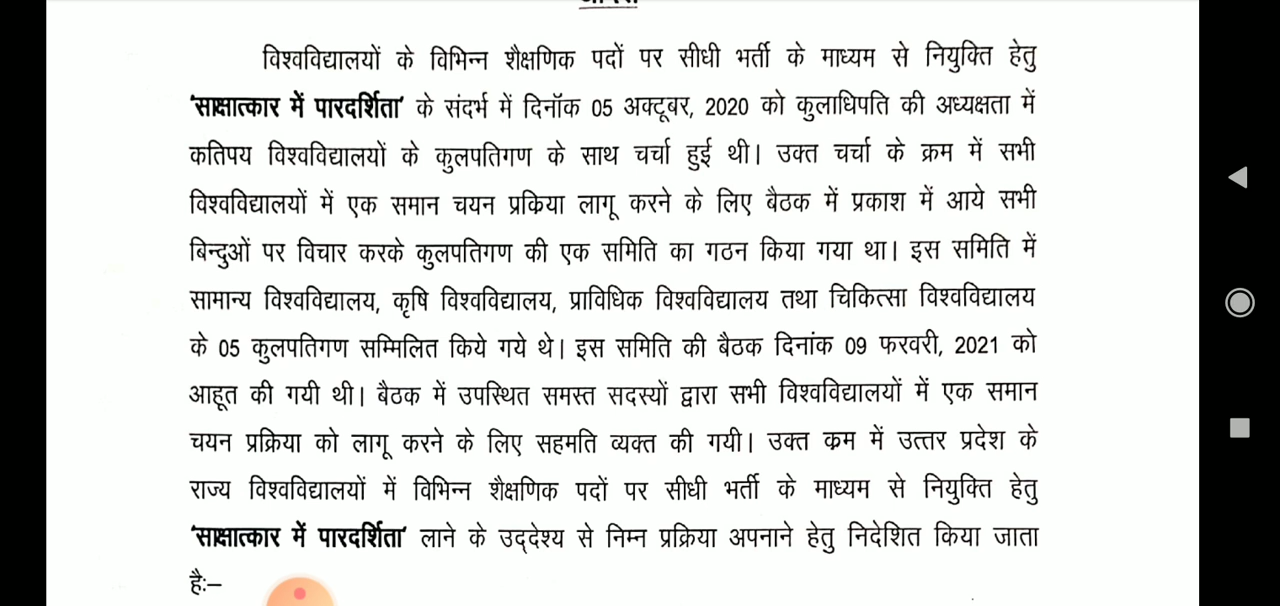 विश्वविद्यालयों के विभिन्न शैक्षणिक पदों पर सीधी भर्ती के माध्यम से नियुक्ति हेतु
'साक्षात्कार में पारदर्शिता' के संदर्भ में दिनॉक 05 अक्टूबर, 2020 को कुलाधिपति की अध्यक्षता में
कतिपय विश्वविद्यालयों के कुलपतिगण के साथ चर्चा हुई थी। उक्त चर्चा के क्रम में सभी
विश्वविद्यालयों में एक समान चयन प्रकिया लागू करने के लिए बैठक में प्रकाश में आये सभी
बिन्दुओं पर विचार करके कुलपतिगण की एक समिति का गठन किया गया था। इस समिति में
सामान्य विश्वविद्यालय, कृषि विश्वविद्यालय, प्राविधिक विश्वविद्यालय तथा चिकित्सा विश्वविद्यालय
के 05 कुलपतिगण सम्मिलित किये गये थे। इस समिति की बैठक दिनांक 09 फरवरी, 2021 को
आहूत की गयी थी। बैठक में उपस्थित समस्त सदस्यों द्वारा सभी विश्वविद्यालयों में एक समान
चयन प्रक्रिया को लागू करने के लिए सहमति व्यक्त की गयी। उक्त कम में उत्तर प्रदेश के
राज्य विश्वविद्यालयों में विभिन्न शैक्षणिक पदों पर सीधी भर्ती के माध्यम से नियुक्ति हेतु
'साक्षात्कार में पारदर्शिता' लाने के उद्देश्य से निम्न प्रक्रिया अपनाने हेतु निदेशित किया जाता
है:–